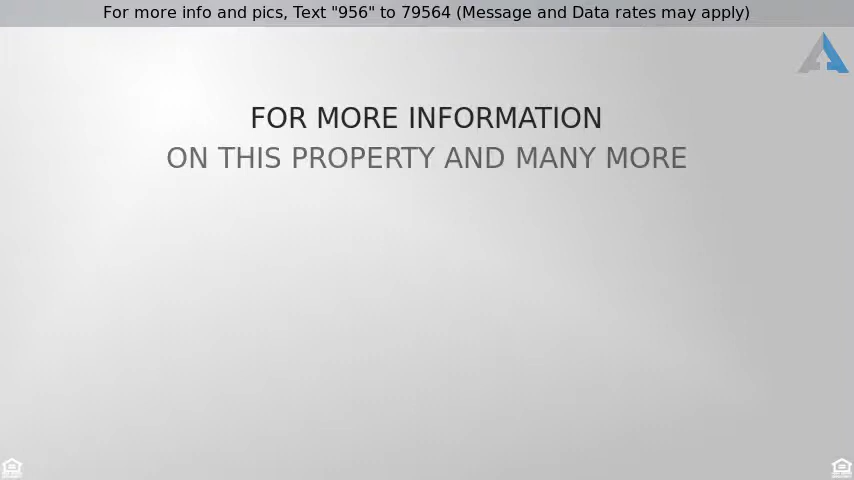 For more info and pics, Text "956" to 79564 (Message and Data rates may apply)
FOR MORE INFORMATION
ON THIS PROPERTY AND MANY MORE